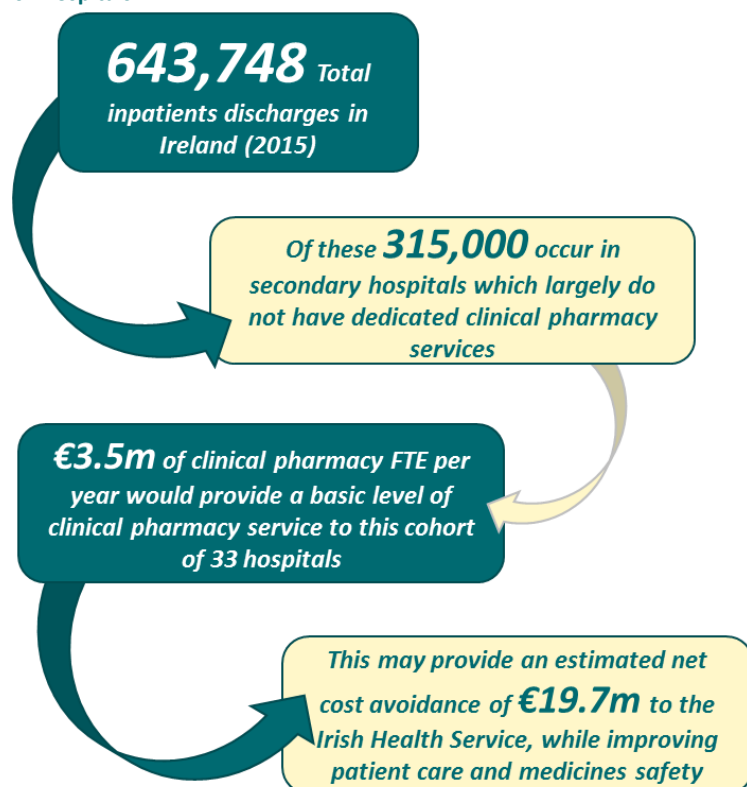 643,748 Total
inpatients discharges in
Ireland (2015)
Of these 315,000 occur in
secondary hospitals which largely do
not have dedicated clinical pharmacy
services
€3.5m of clinical pharmacy FTE per
year would provide a basic level of
clinical pharmacy service to this cohort
of 33 hospitals
This may provide an estimated net
cost avoidance of €19.7m to the
Irish Health Service, while improving
patient care and medicines safety